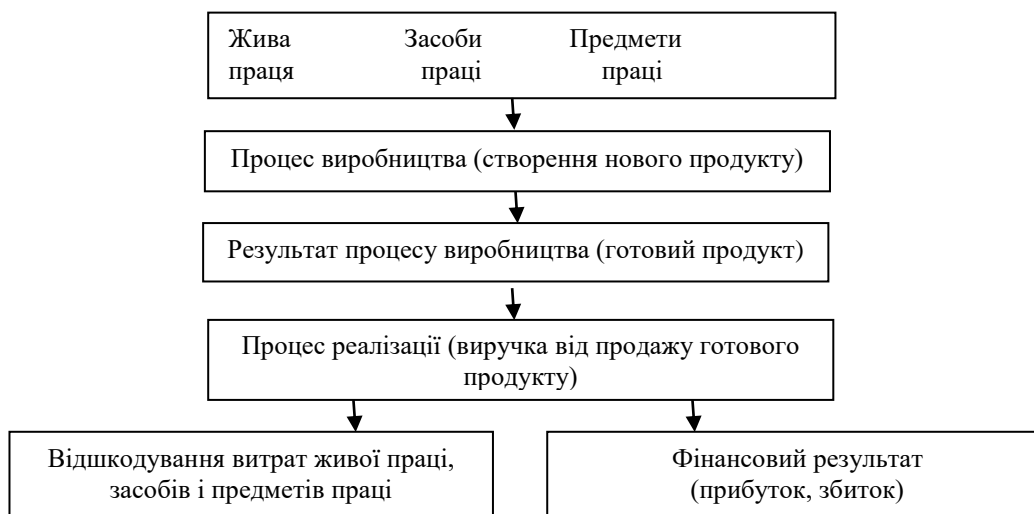 Жива Засоби Предмети
праця праці праці
Процес виробництва (створення нового продукту)
Результат процесу виробництва (готовий продукт)
Процес реалізації (виручка від продажу готового
продукту)
Відшкодування витрат живої праці,
засобів і предметів праці
Фінансовий результат
(прибуток, збиток)